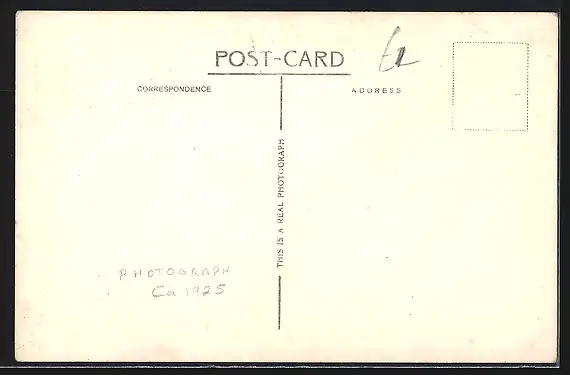 POST-CARD
CORRESPONDENCE
ADDRESS
THIS IS A REAL PHOTOGRAPH
PHOTOGRAPH
Ca 1925